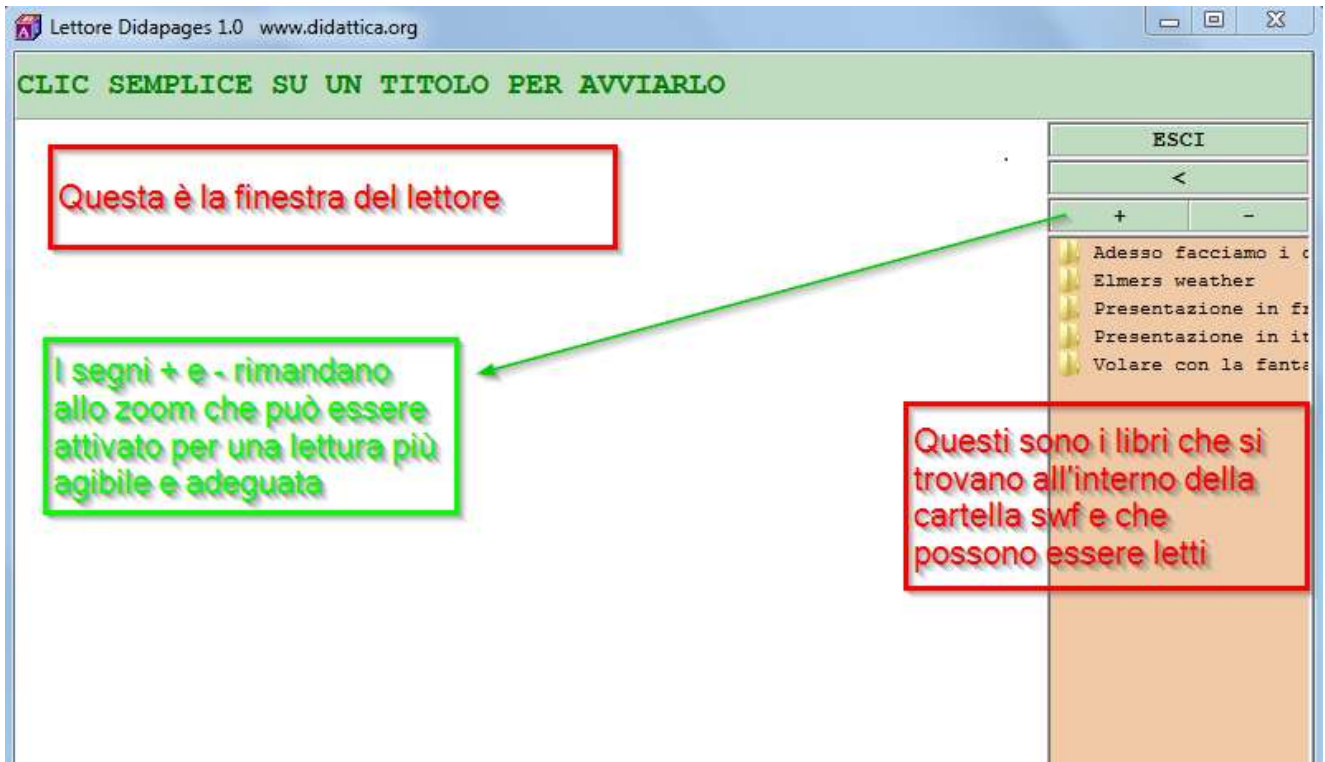 Lettore Didapages 1.0 www.didattica.org
CLIC SEMPLICE SU UN TITOLO PER AVVIARLO
ESCI
<
+ -
Questa è la finestra del lettore
Adesso facciamo i c
Elmers weather
Presentazione in fr
Presentazione in it
Volare con la fanta
I segni + e - rimandano
allo zoom che può essere
attivato per una lettura più
agibile e adeguata
Questi sono i libri che si
trovano all'interno della
cartella swf e che
possono essere letti